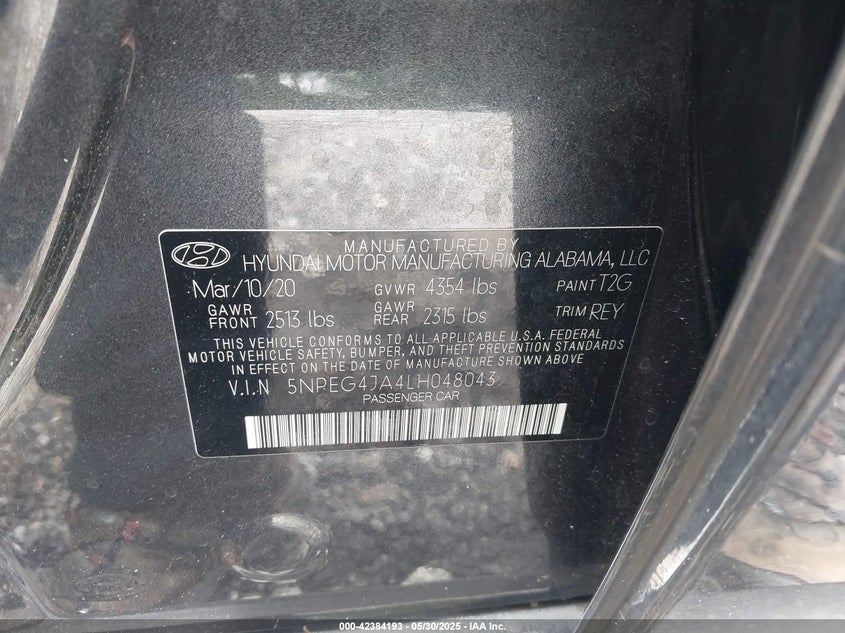 MANUFACTURED BY
HYUNDAI MOTOR MANUFACTURING ALABAMA, LLC
Mar/10/20 GVWR 4354 lbs PAINT T2G
GAWR FRONT 2513 lbs GAWR REAR 2315 lbs TRIM REY
THIS VEHICLE CONFORMS TO ALL APPLICABLE U.S.A. FEDERAL
MOTOR VEHICLE SAFETY, BUMPER, AND THEFT PREVENTION STANDARDS
IN EFFECT ON THE DATE OF MANUFACTURE SHOWN ABOVE
V.I.N 5NPEG4JA4LH048043
PASSENGER CAR
000-42384193 - 05/30/2025 - IAA Inc.